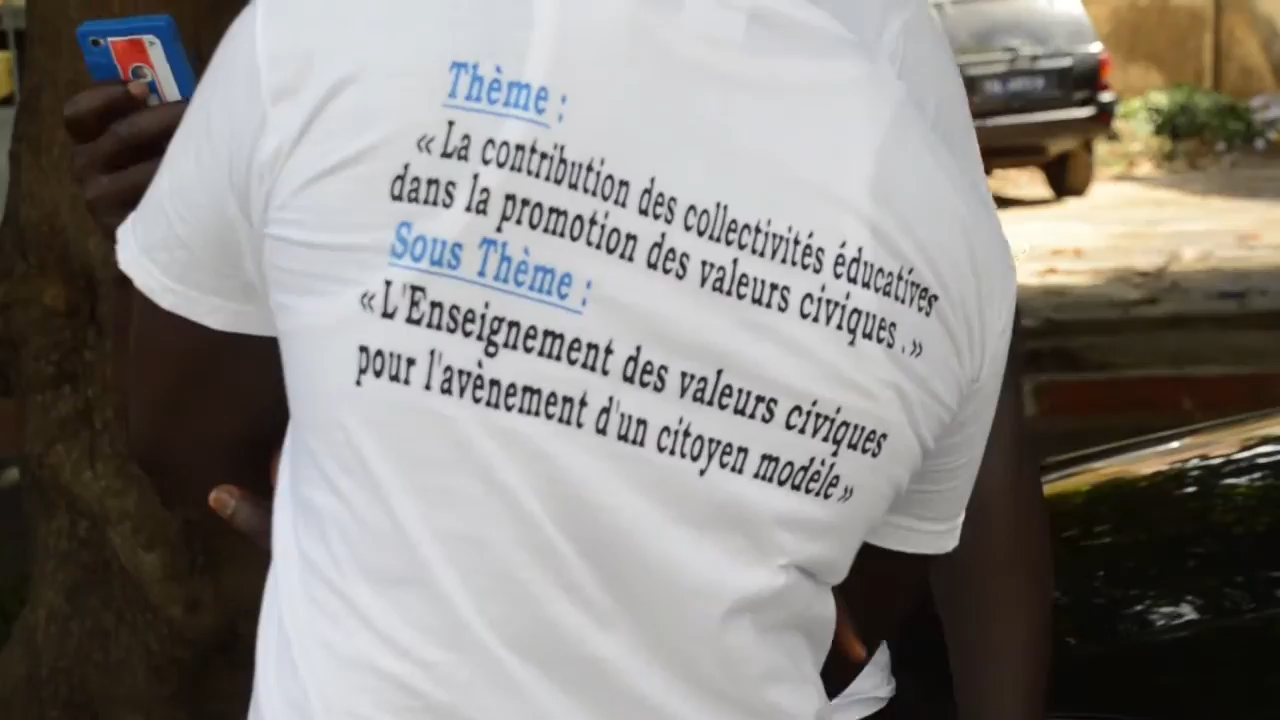 Thème :
« La contribution des collectivités éducatives
dans la promotion des valeurs civiques . »
Sous Thème :
« L'Enseignement des valeurs civiques
pour l'avènement d'un citoyen modèle »